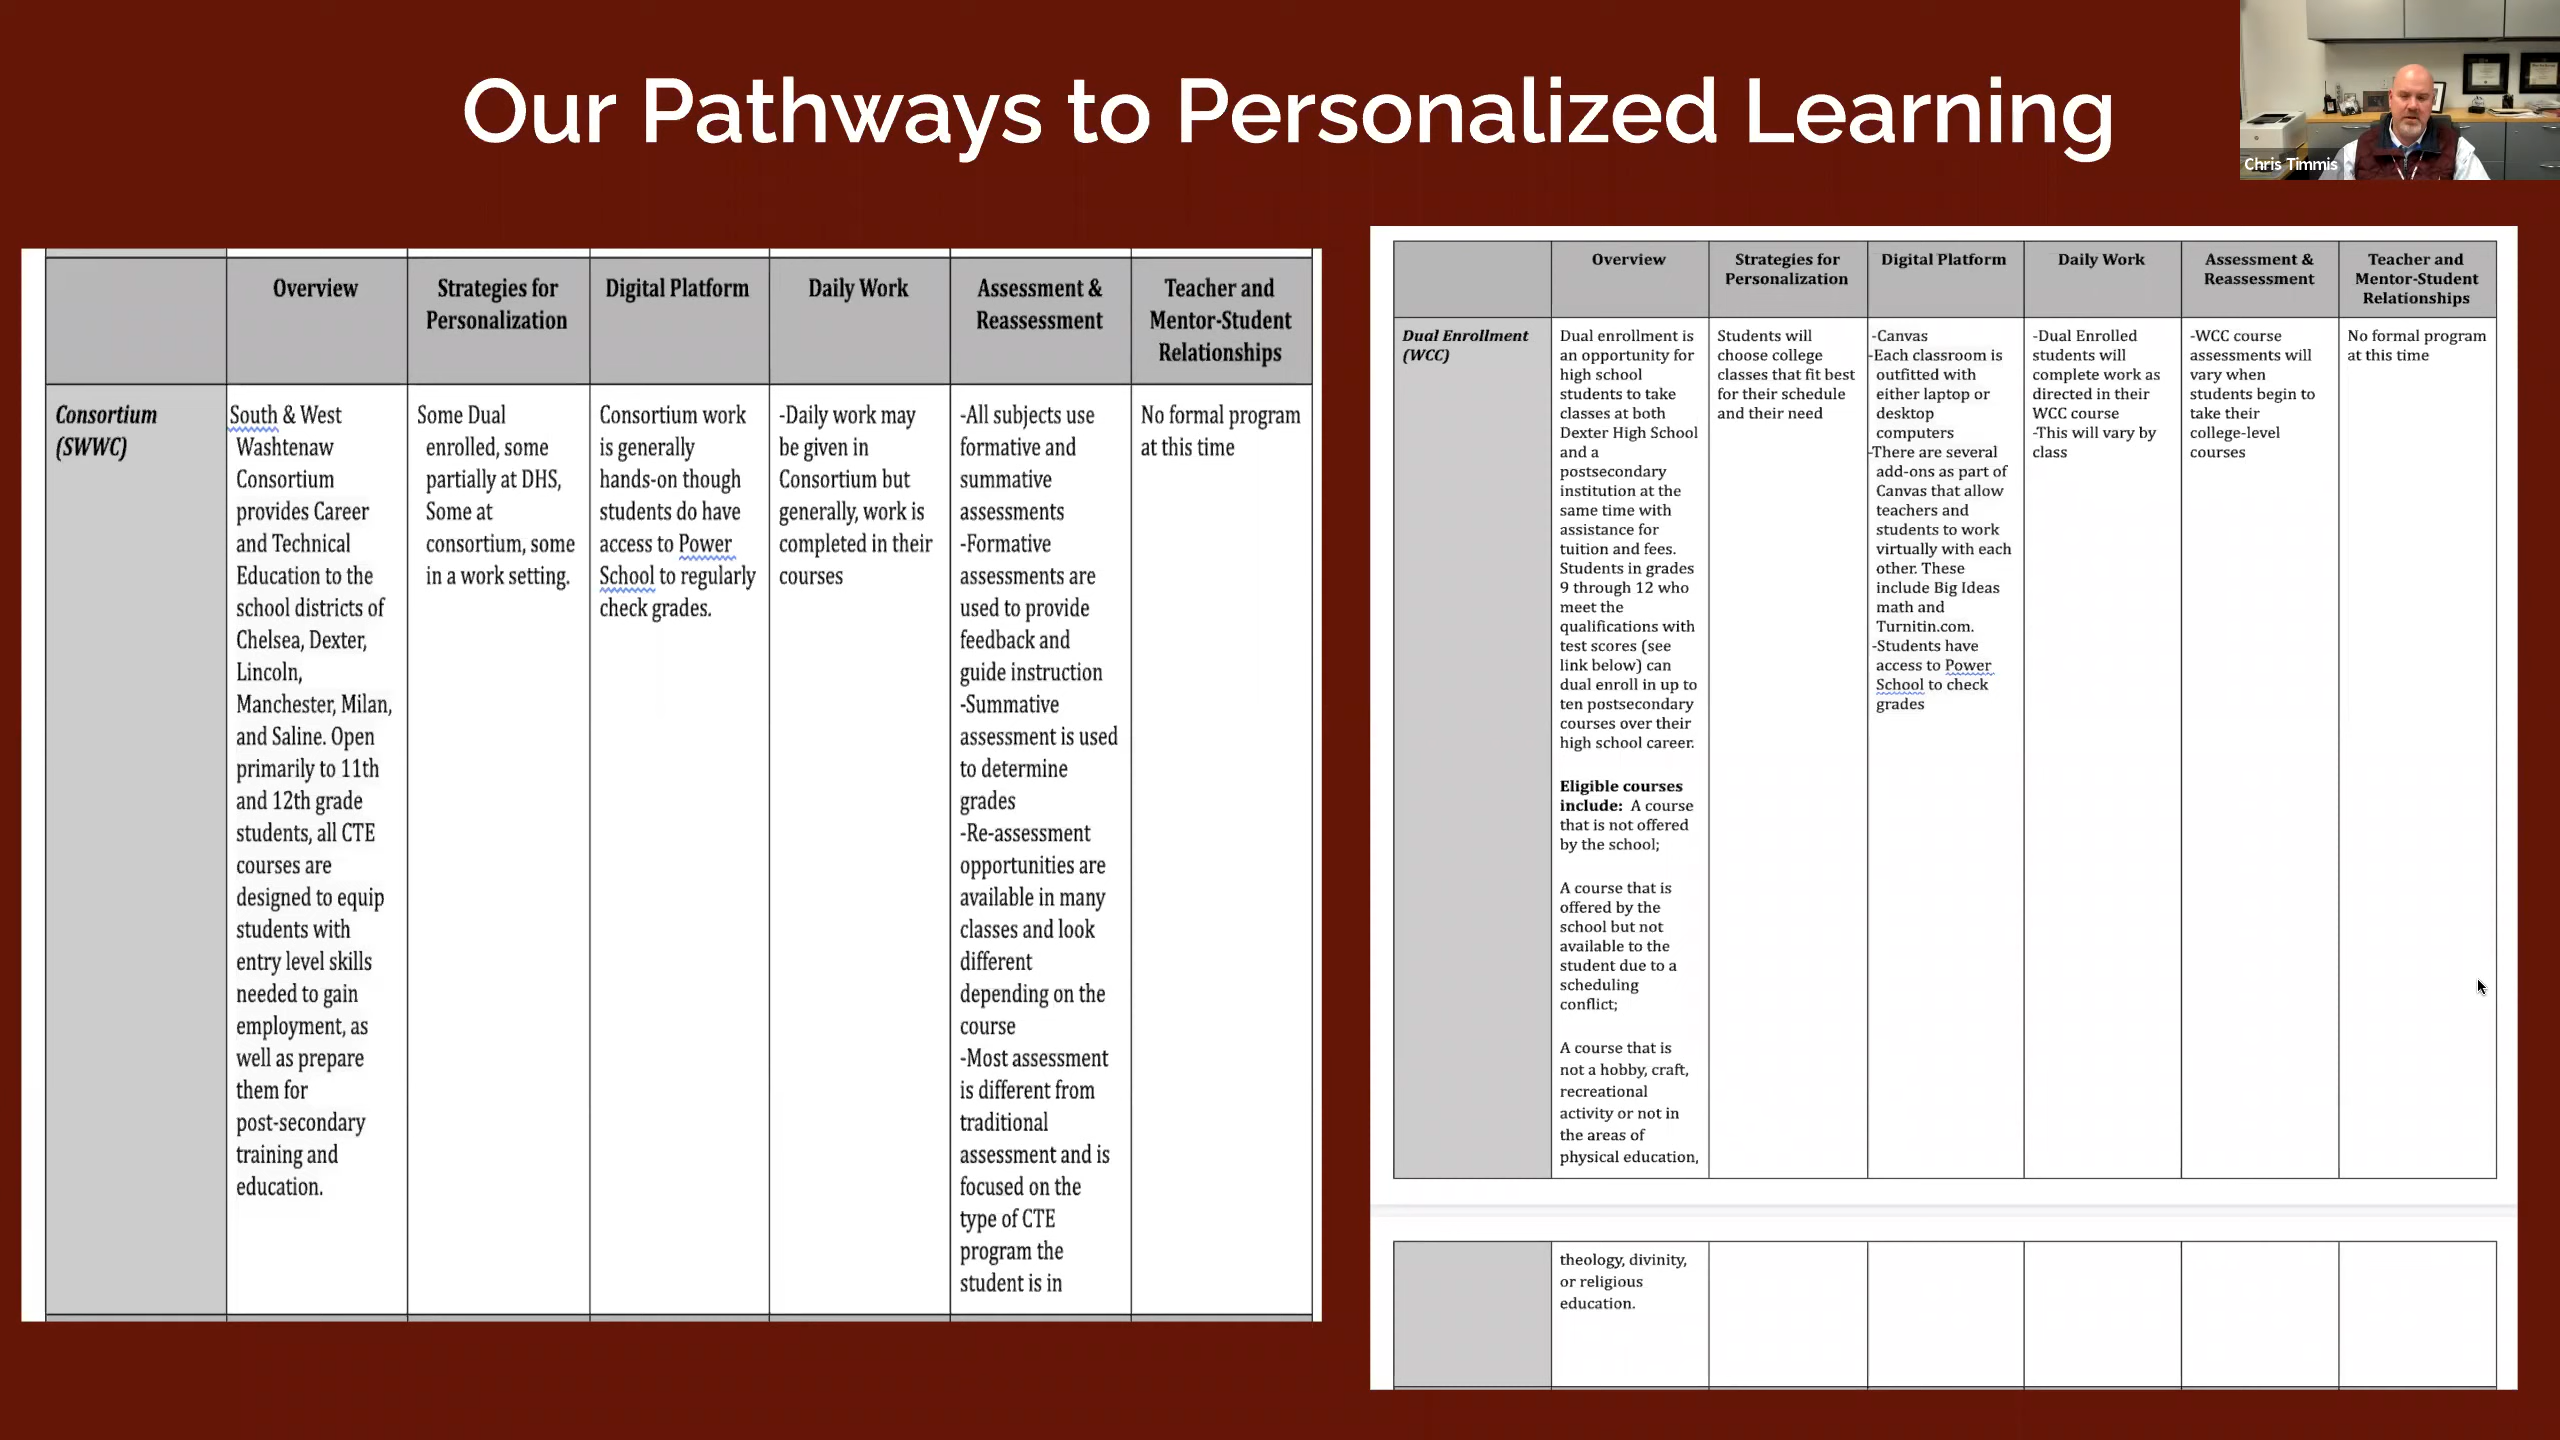 Our Pathways to Personalized Learning
Chris Timmis
Overview
Strategies for
Personalization
Digital Platform
Daily Work
Assessment &
Reassessment
Teacher and
Mentor-Student
Relationships
Consortium
(SWWC)
South & West
Washtenaw
Consortium
provides Career
and Technical
Education to the
school districts of
Chelsea, Dexter,
Lincoln,
Manchester, Milan,
and Saline. Open
primarily to 11th
and 12th grade
students, all CTE
courses are
designed to equip
students with
entry level skills
needed to gain
employment, as
well as prepare
them for
post-secondary
training and
education.
Some Dual
enrolled, some
partially at DHS,
Some at
consortium, some
in a work setting.
Consortium work
is generally
hands-on though
students do have
access to Power
School to regularly
check grades.
-Daily work may
be given in
Consortium but
generally, work is
completed in their
courses
-All subjects use
formative and
summative
assessments
-Formative
assessments are
used to provide
feedback and
guide instruction
-Summative
assessment is used
to determine
grades
-Re-assessment
opportunities are
available in many
classes and look
different
depending on the
course
-Most assessment
is different from
traditional
assessment and is
focused on the
type of CTE
program the
student is in
No formal program
at this time
Overview
Strategies for
Personalization
Digital Platform
Daily Work
Assessment &
Reassessment
Teacher and
Mentor-Student
Relationships
Dual Enrollment
(WCC)
Dual enrollment is
an opportunity for
high school
students to take
classes at both
Dexter High School
and a
postsecondary
institution at the
same time with
assistance for
tuition and fees.
Students in grades
9 through 12 who
meet the
qualifications with
test scores (see
link below) can
dual enroll in up to
ten postsecondary
courses over their
high school career.
Eligible courses
include: A course
that is not offered
by the school;
A course that is
offered by the
school but not
available to the
student due to a
scheduling
conflict;
A course that is
not a hobby, craft,
recreational
activity or not in
the areas of
physical education,
theology, divinity,
or religious
education.
Students will
choose college
classes that fit best
for their schedule
and their need
-Canvas
-Each classroom is
outfitted with
either laptop or
desktop
computers
-There are several
add-ons as part of
Canvas that allow
teachers and
students to work
virtually with each
other. These
include Big Ideas
math and
Turnitin.com.
-Students have
access to Power
School to check
grades
-Dual Enrolled
students will
complete work as
directed in their
WCC course
-This will vary by
class
-WCC course
assessments will
vary when
students begin to
take their
college-level
courses
No formal program
at this time